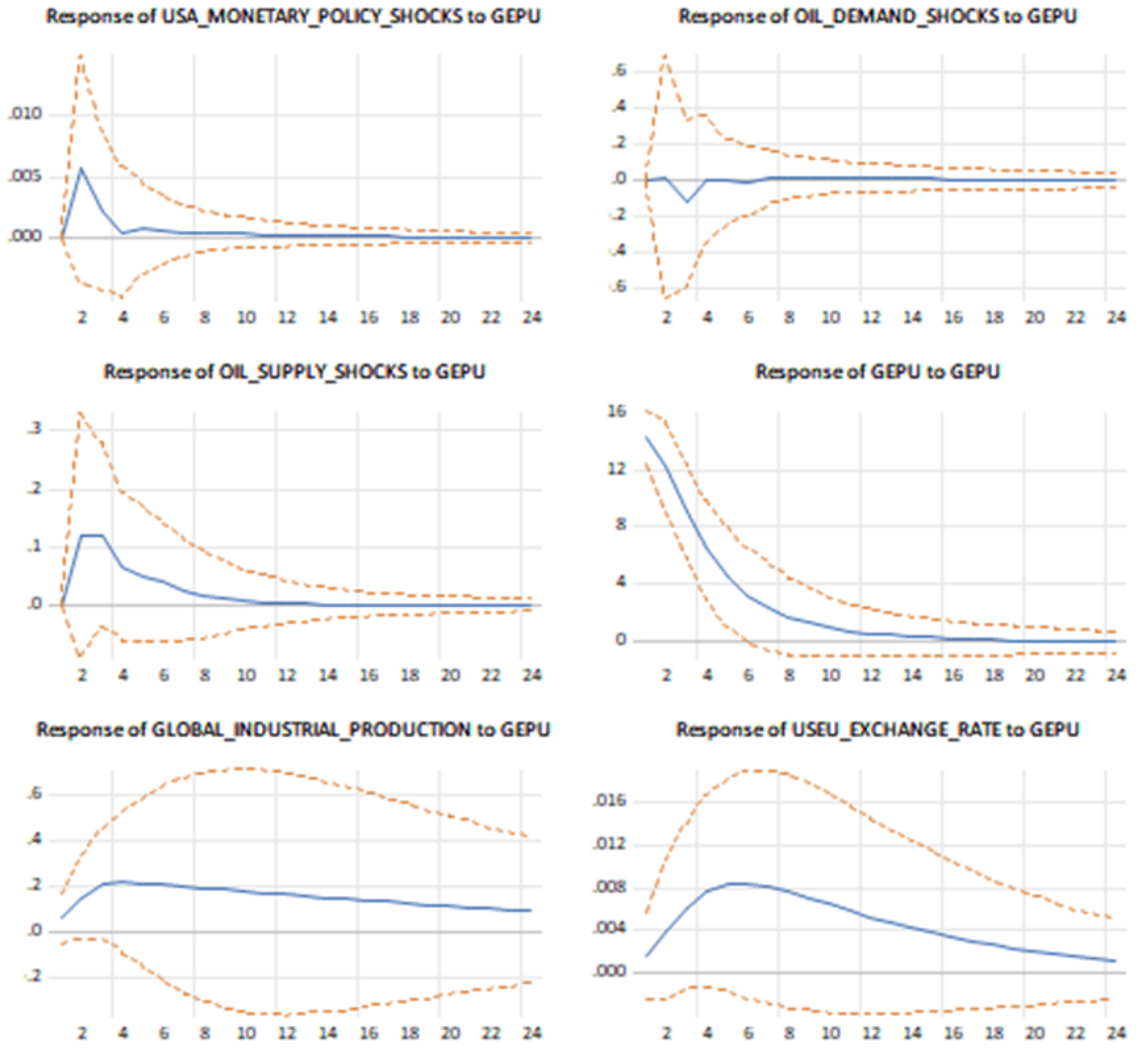 Response of USA_MONETARY_POLICY_SHOCKS to GEPU
.010
.005
.000
2 4 6 8 10 12 14 16 18 20 22 24
Response of OIL_DEMAND_SHOCKS to GEPU
.6
.4
.2
.0
.2
.4
.6
2 4 6 8 10 12 14 16 18 20 22 24
Response of OIL_SUPPLY_SHOCKS to GEPU
.3
.2
.1
.0
2 4 6 8 10 12 14 16 18 20 22 24
Response of GEPU to GEPU
16
12
8
4
0
2 4 6 8 10 12 14 16 18 20 22 24
Response of GLOBAL_INDUSTRIAL_PRODUCTION to GEPU
.6
.4
.2
.0
.2
2 4 6 8 10 12 14 16 18 20 22 24
Response of USEU_EXCHANGE_RATE to GEPU
.016
.012
.008
.004
.000
2 4 6 8 10 12 14 16 18 20 22 24